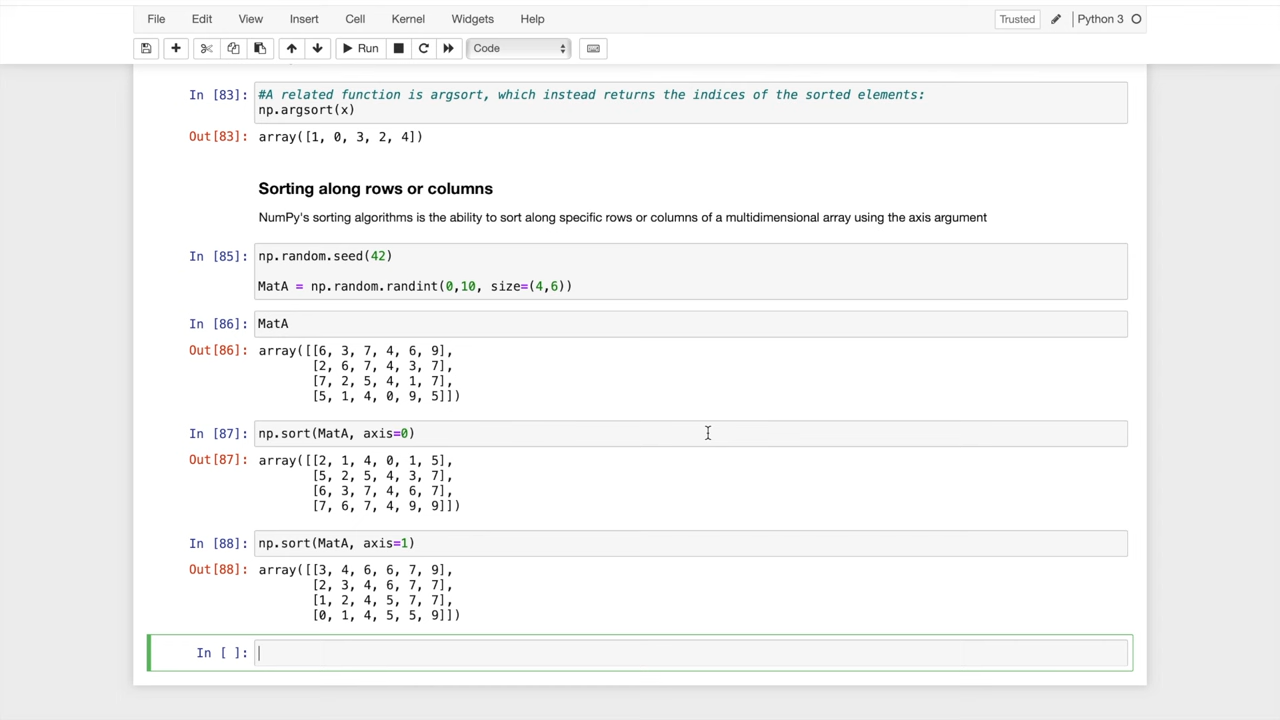 File Edit View Insert Cell Kernel Widgets Help Trusted Python 3
Run Code
In [83]: #A related function is argsort, which instead returns the indices of the sorted elements:
np.argsort(x)
Out[83]: array([1, 0, 3, 2, 4])
Sorting along rows or columns
NumPy's sorting algorithms is the ability to sort along specific rows or columns of a multidimensional array using the axis argument
In [85]: np.random.seed(42)
MatA = np.random.randint(0,10, size=(4,6))
In [86]: MatA
Out[86]: array([[6, 3, 7, 4, 6, 9],
[2, 6, 7, 4, 3, 7],
[7, 2, 5, 4, 1, 7],
[5, 1, 4, 0, 9, 5]])
In [87]: np.sort(MatA, axis=0)
Out[87]: array([[2, 1, 4, 0, 1, 5],
[5, 2, 5, 4, 3, 7],
[6, 3, 7, 4, 6, 7],
[7, 6, 7, 4, 9, 9]])
In [88]: np.sort(MatA, axis=1)
Out[88]: array([[3, 4, 6, 6, 7, 9],
[2, 3, 4, 6, 7, 7],
[1, 2, 4, 5, 7, 7],
[0, 1, 4, 5, 5, 9]])
In [ ]: